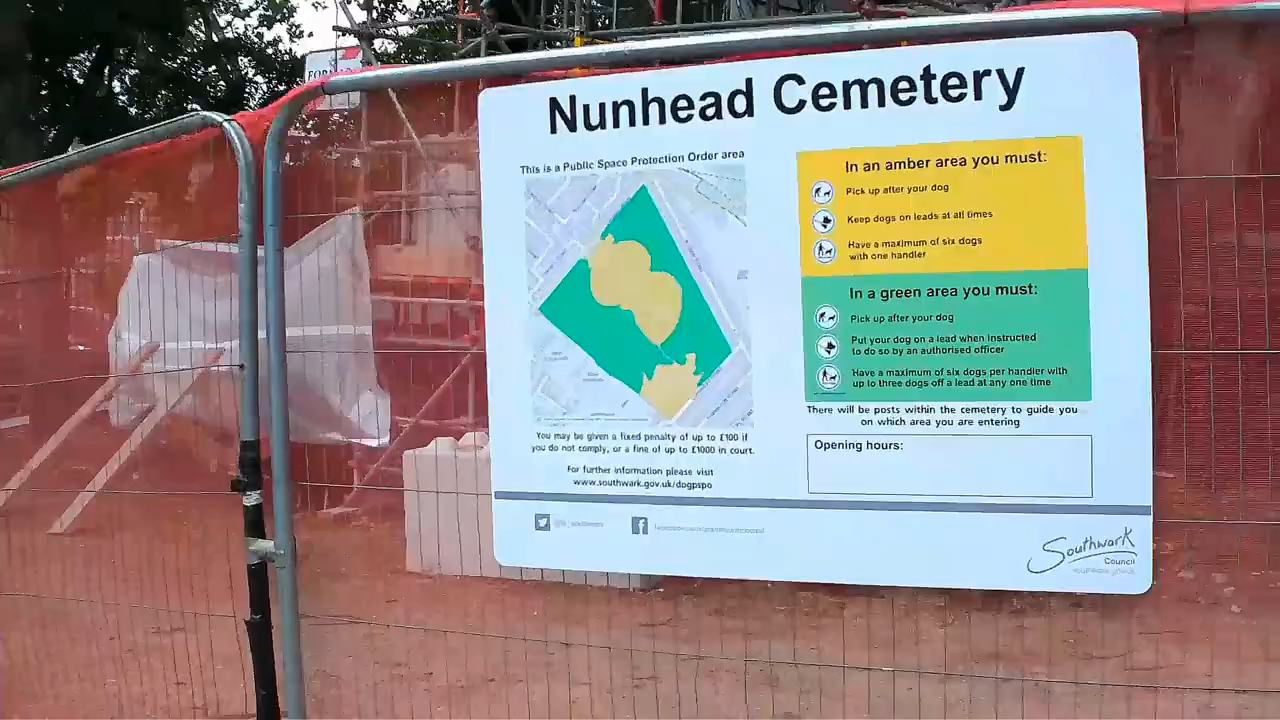 Nunhead Cemetery
This is a Public Space Protection Order area
You may be given a fixed penalty of up to £100 if
you do not comply, or a fine of up to £1000 in court.
For further information please visit
www.southwark.gov.uk/dogpspo
In an amber area you must:
Pick up after your dog
Keep dogs on leads at all times
Have a maximum of six dogs
with one handler
In a green area you must:
Pick up after your dog
Put your dog on a lead when instructed
to do so by an authorised officer
Have a maximum of six dogs per handler with
up to three dogs off a lead at any one time
There will be posts within the cemetery to guide you
on which area you are entering
Opening hours:
Southwark
Council